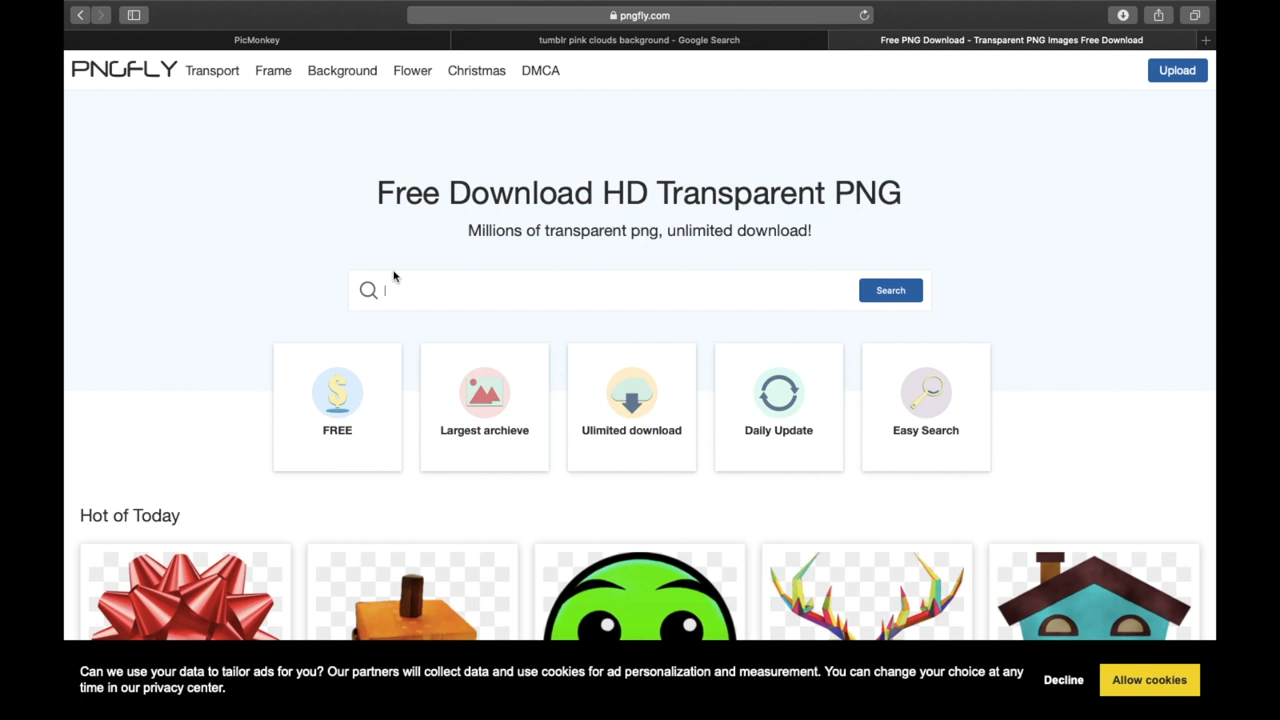 pngfly.com
PicMonkey
tumblr pink clouds background - Google Search
Free PNG Download - Transparent PNG Images Free Download
PNGFLY Transport Frame Background Flower Christmas DMCA Upload
Free Download HD Transparent PNG
Millions of transparent png, unlimited download!
Search
FREE
Largest archieve
Ulimited download
Daily Update
Easy Search
Hot of Today
Can we use your data to tailor ads for you? Our partners will collect data and use cookies for ad personalization and measurement. You can change your choice at any
time in our privacy center.
Decline
Allow cookies